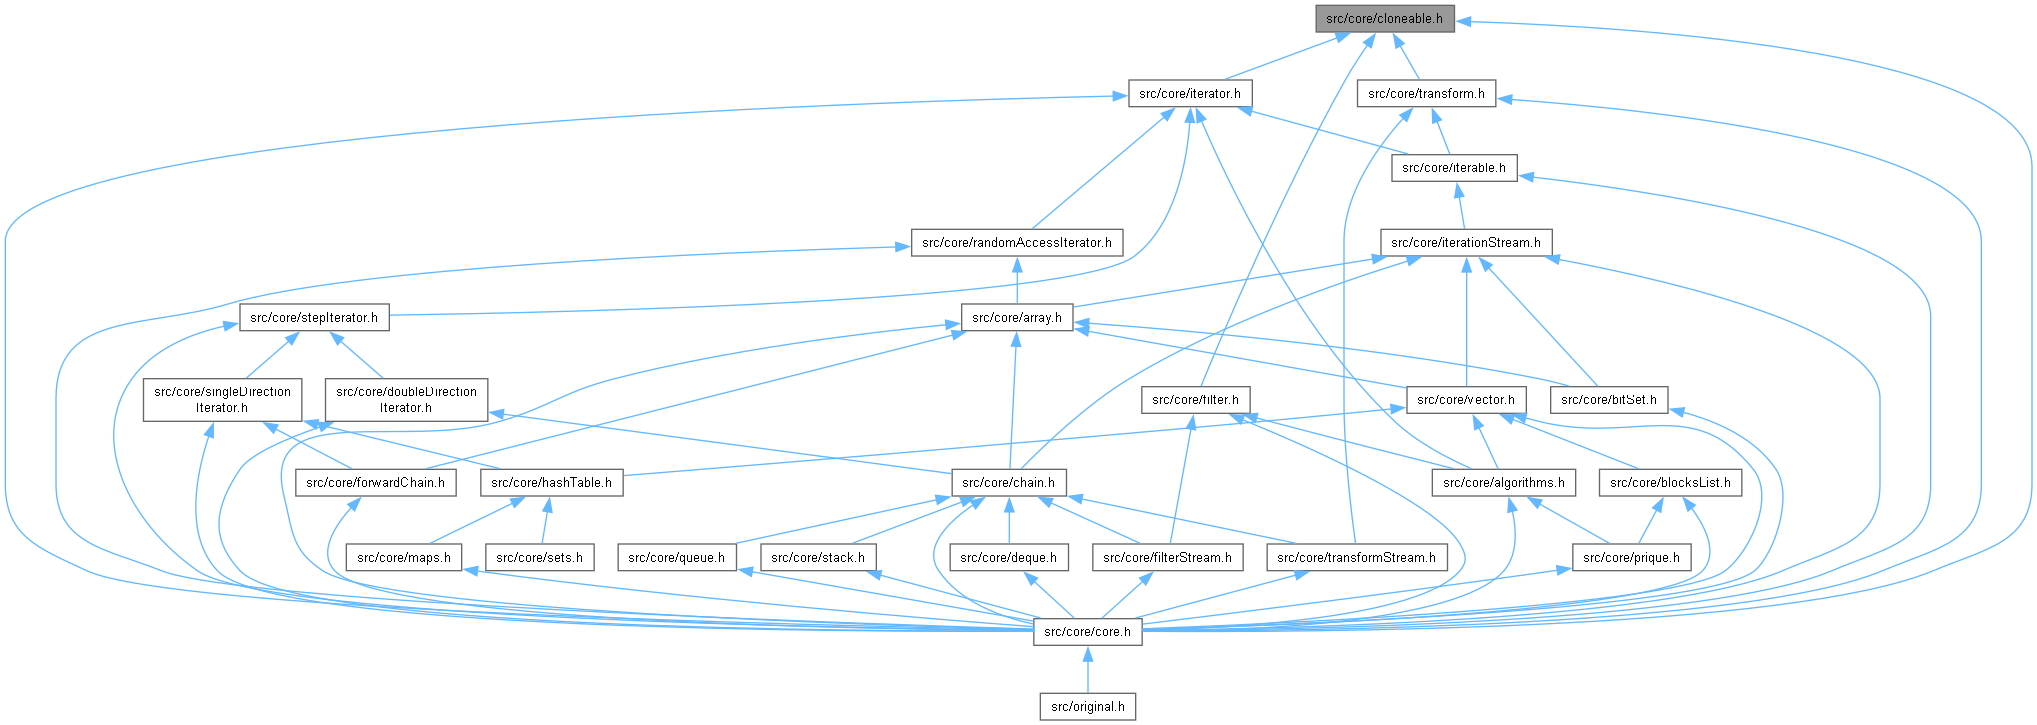 src/core/cloneable.h
src/core/iterator.h
src/core/transform.h
src/core/iterable.h
src/core/randomAccessIterator.h
src/core/iterationStream.h
src/core/stepIterator.h
src/core/array.h
src/core/singleDirection
Iterator.h
src/core/doubleDirection
Iterator.h
src/core/filter.h
src/core/vector.h
src/core/bitSet.h
src/core/forwardChain.h
src/core/hashTable.h
src/core/chain.h
src/core/algorithms.h
src/core/blocksList.h
src/core/maps.h
src/core/sets.h
src/core/queue.h
src/core/stack.h
src/core/deque.h
src/core/filterStream.h
src/core/transformStream.h
src/core/prique.h
src/core/core.h
src/original.h